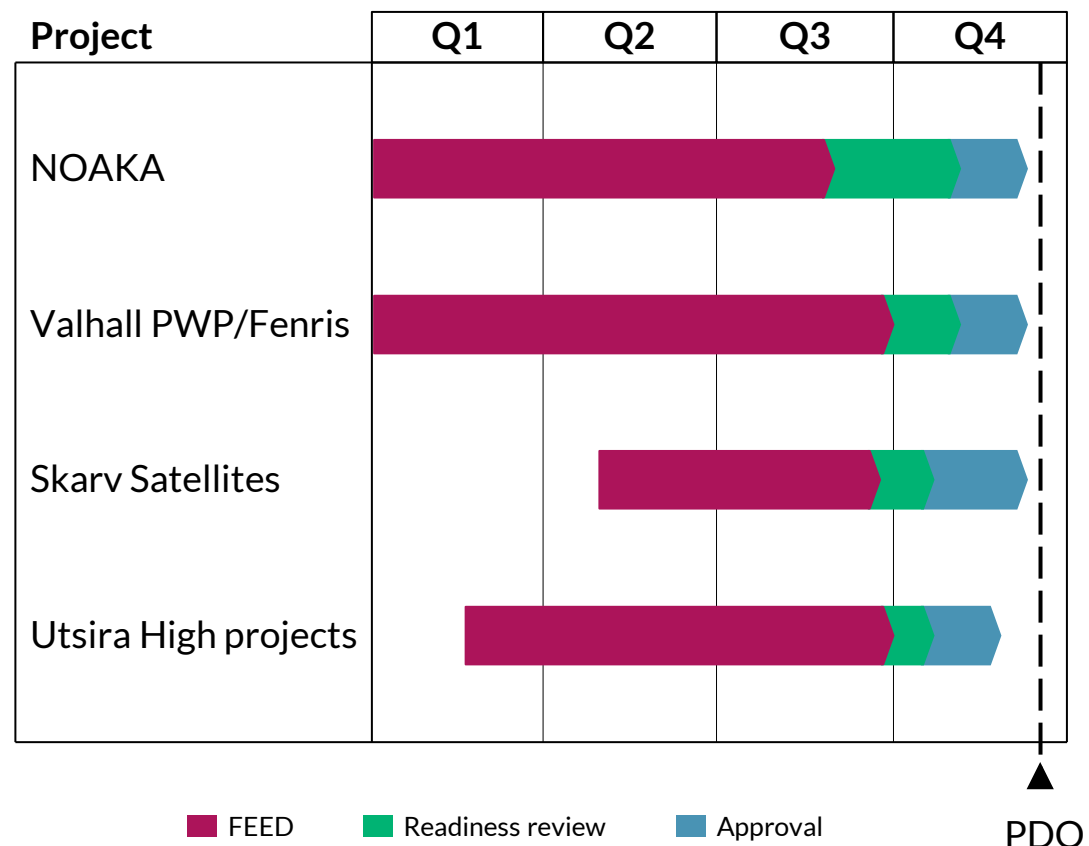 Project Q1 Q2 Q3 Q4
NOAKA
Valhall PWP/Fenris
Skarv Satellites
Utsira High projects
FEED Readiness review Approval
PDO